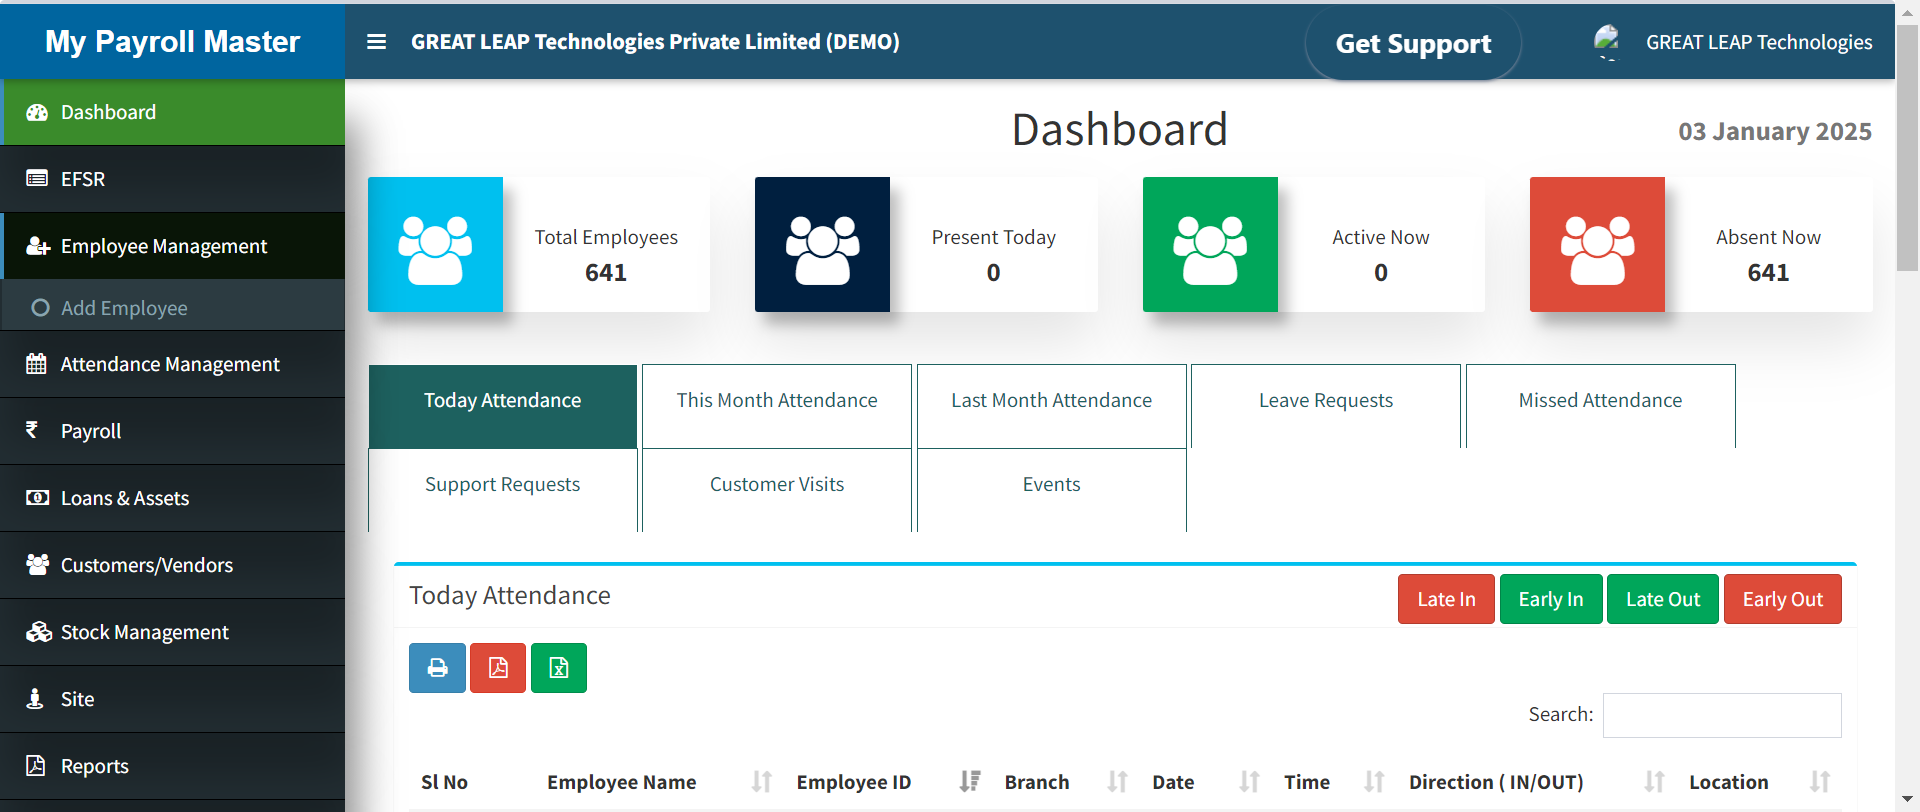 My Payroll Master
GREAT LEAP Technologies Private Limited (DEMO)
Get Support
GREAT LEAP Technologies
Dashboard
EFSR
Employee Management
Add Employee
Attendance Management
Payroll
Loans & Assets
Customers/Vendors
Stock Management
Site
Reports
Dashboard
03 January 2025
Total Employees
641
Present Today
0
Active Now
0
Absent Now
641
Today Attendance
This Month Attendance
Last Month Attendance
Leave Requests
Missed Attendance
Support Requests
Customer Visits
Events
Today Attendance
Late In
Early In
Late Out
Early Out
Search:
Sl No
Employee Name
Employee ID
Branch
Date
Time
Direction ( IN/OUT)
Location